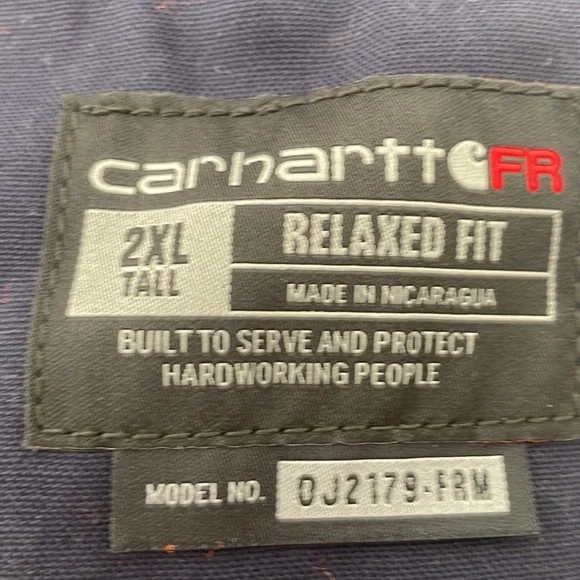 carhartt FR
2XL
TALL
RELAXED FIT
MADE IN NICARAGUA
BUILT TO SERVE AND PROTECT
HARDWORKING PEOPLE
MODEL NO. OJ2179-FRM